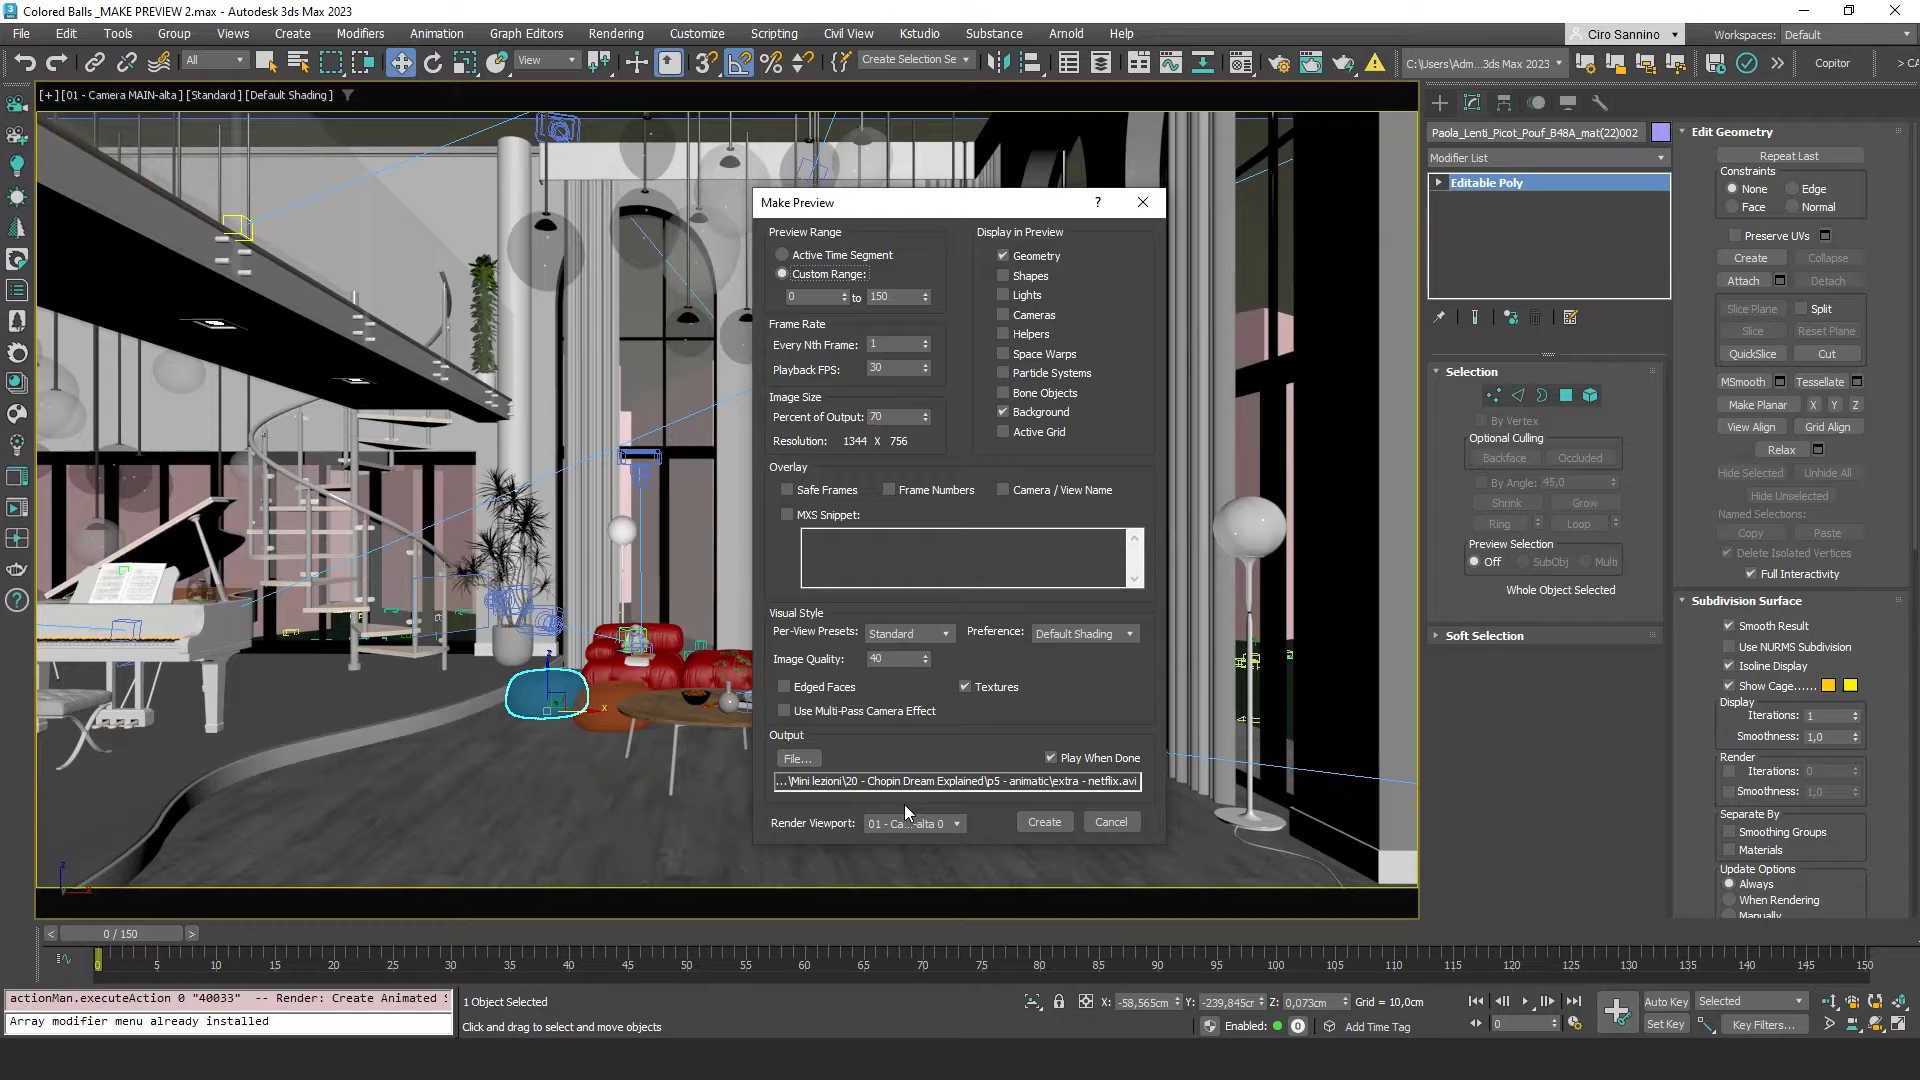 Colored Balls _MAKE PREVIEW 2.max - Autodesk 3ds Max 2023
File Edit Tools Group Views Create Modifiers Animation Graph Editors Rendering Customize Scripting Civil View Kstudio Substance Arnold Help
Ciro Sannino
Workspaces: Default
All
View
Create Selection Se
C:\Users\Adm...3ds Max 2023
Copitor
> CA
[+] [01 - Camera MAIN-alta ] [Standard ] [Default Shading ]
Make Preview
?
Preview Range
Active Time Segment
Custom Range:
0 to 150
Frame Rate
Every Nth Frame: 1
Playback FPS: 30
Image Size
Percent of Output: 70
Resolution: 1344 X 756
Display in Preview
Geometry
Shapes
Lights
Cameras
Helpers
Space Warps
Particle Systems
Bone Objects
Background
Active Grid
Overlay
Safe Frames
Frame Numbers
Camera / View Name
MXS Snippet:
Visual Style
Per-View Presets: Standard
Preference: Default Shading
Image Quality: 40
Edged Faces
Textures
Use Multi-Pass Camera Effect
Output
File...
Play When Done
...\Mini lezioni\20 - Chopin Dream Explained\p5 - animatic\extra - netflix.avi
Render Viewport: 01 - Ca...-alta 0
Create
Cancel
Paola_Lenti_Picot_Pouf_B48A_mat(22)002
Modifier List
Editable Poly
Selection
By Vertex
Optional Culling
Backface
Occluded
By Angle: 45,0
Shrink
Grow
Ring
Loop
Preview Selection
Off
SubObj
Multi
Whole Object Selected
Soft Selection
Edit Geometry
Repeat Last
Constraints
None
Edge
Face
Normal
Preserve UVs
Create
Collapse
Attach
Detach
Slice Plane
Split
Slice
Reset Plane
QuickSlice
Cut
MSmooth
Tessellate
Make Planar
X
Y
Z
View Align
Grid Align
Relax
Hide Selected
Unhide All
Hide Unselected
Named Selections:
Copy
Paste
Delete Isolated Vertices
Full Interactivity
Subdivision Surface
Smooth Result
Use NURMS Subdivision
Isoline Display
Show Cage......
Display
Iterations: 1
Smoothness: 1,0
Render
Iterations: 0
Smoothness: 1,0
Separate By
Smoothing Groups
Materials
Update Options
Always
When Rendering
Manually
z
x
z
x
< 0 / 150 >
0 5 10 15 20 25 30 35 40 45 50 55 60 65 70 75 80 85 90 95 100 105 110 115 120 125 130 135 140 145 150
actionMan.executeAction 0 "40033" -- Render: Create Animated S
Array modifier menu already installed
1 Object Selected
Click and drag to select and move objects
X: -58,565cm Y: -239,845cr Z: 0,073cm Grid = 10,0cm
Enabled: 0
Add Time Tag
0
Auto Key
Selected
Set Key
Key Filters...